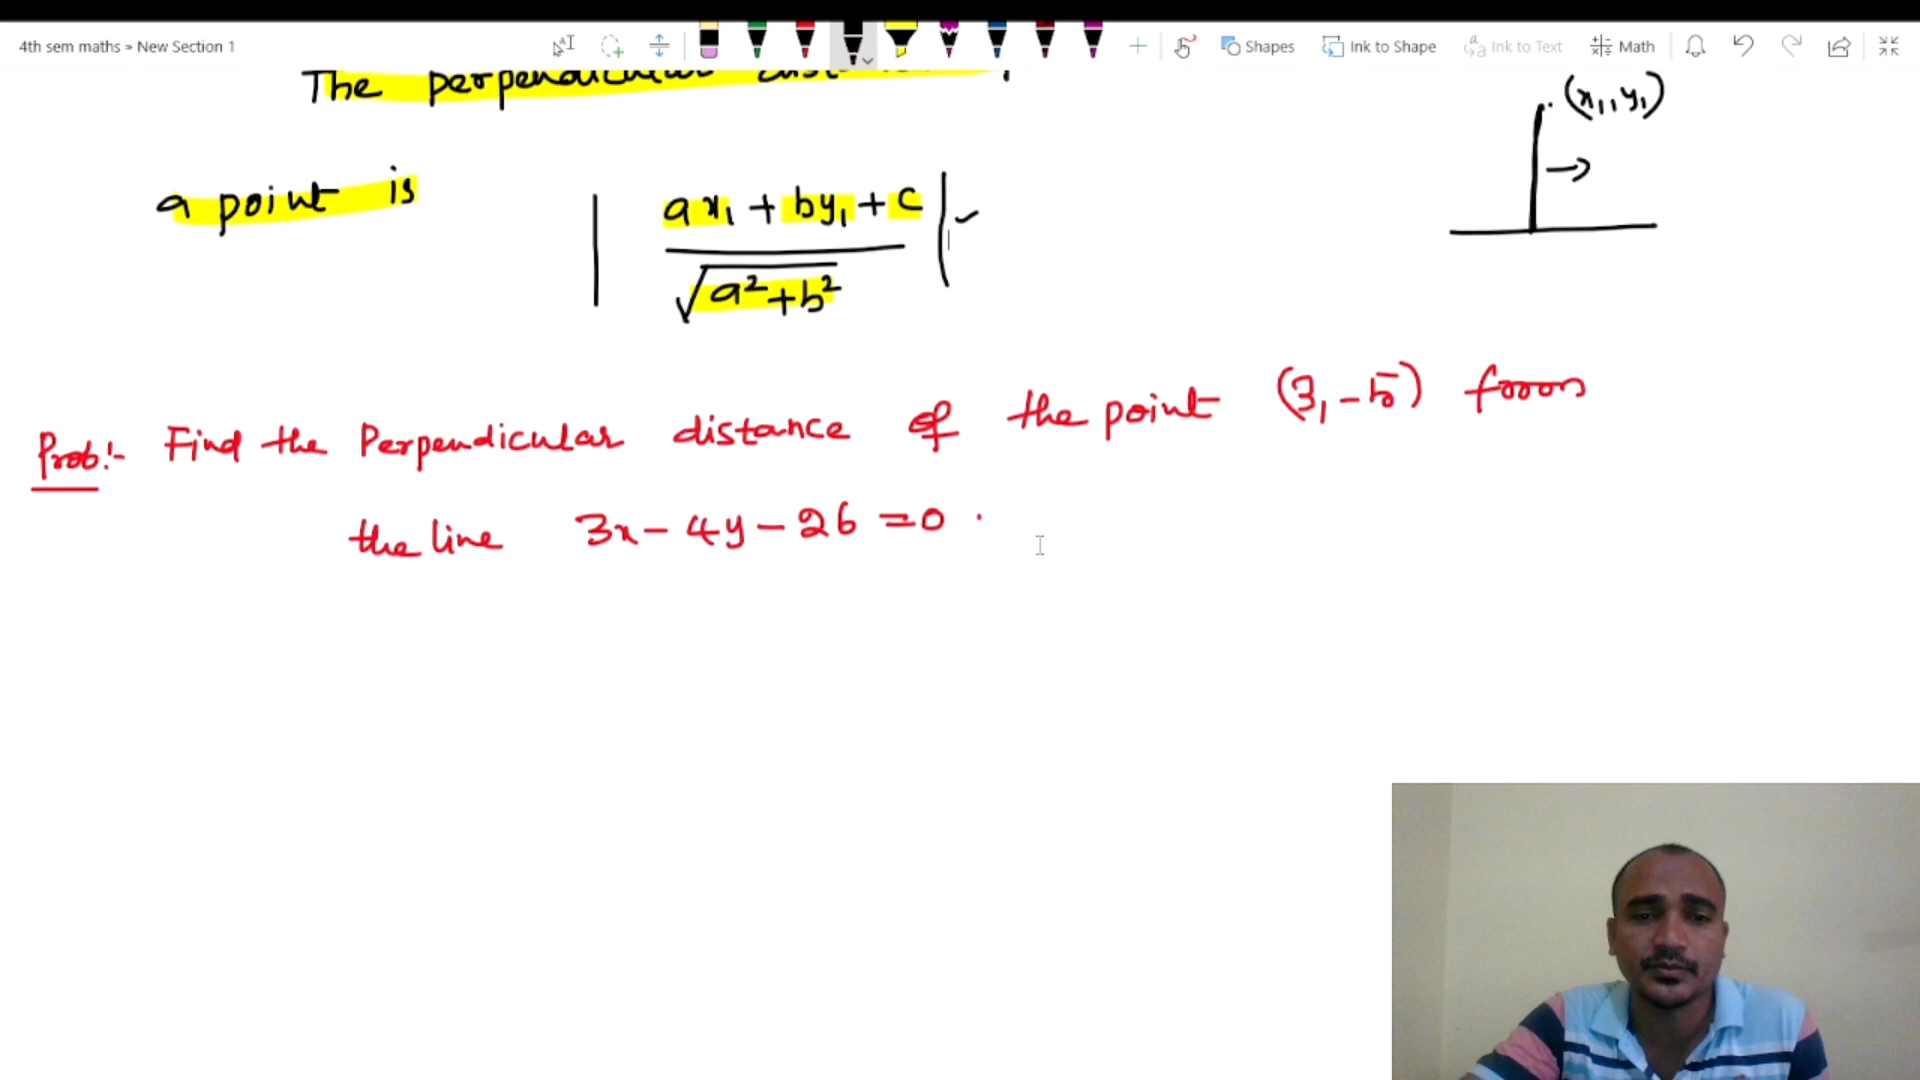 4th sem maths » New Section 1
Shapes Ink to Shape Ink to Text Math
The perpendicular
(x₁, y₁)
a point is | ax₁ + by₁ + c / √a² + b² |
Prob:- Find the Perpendicular distance of the point (3, -5) from
the line 3x - 4y - 26 = 0 .